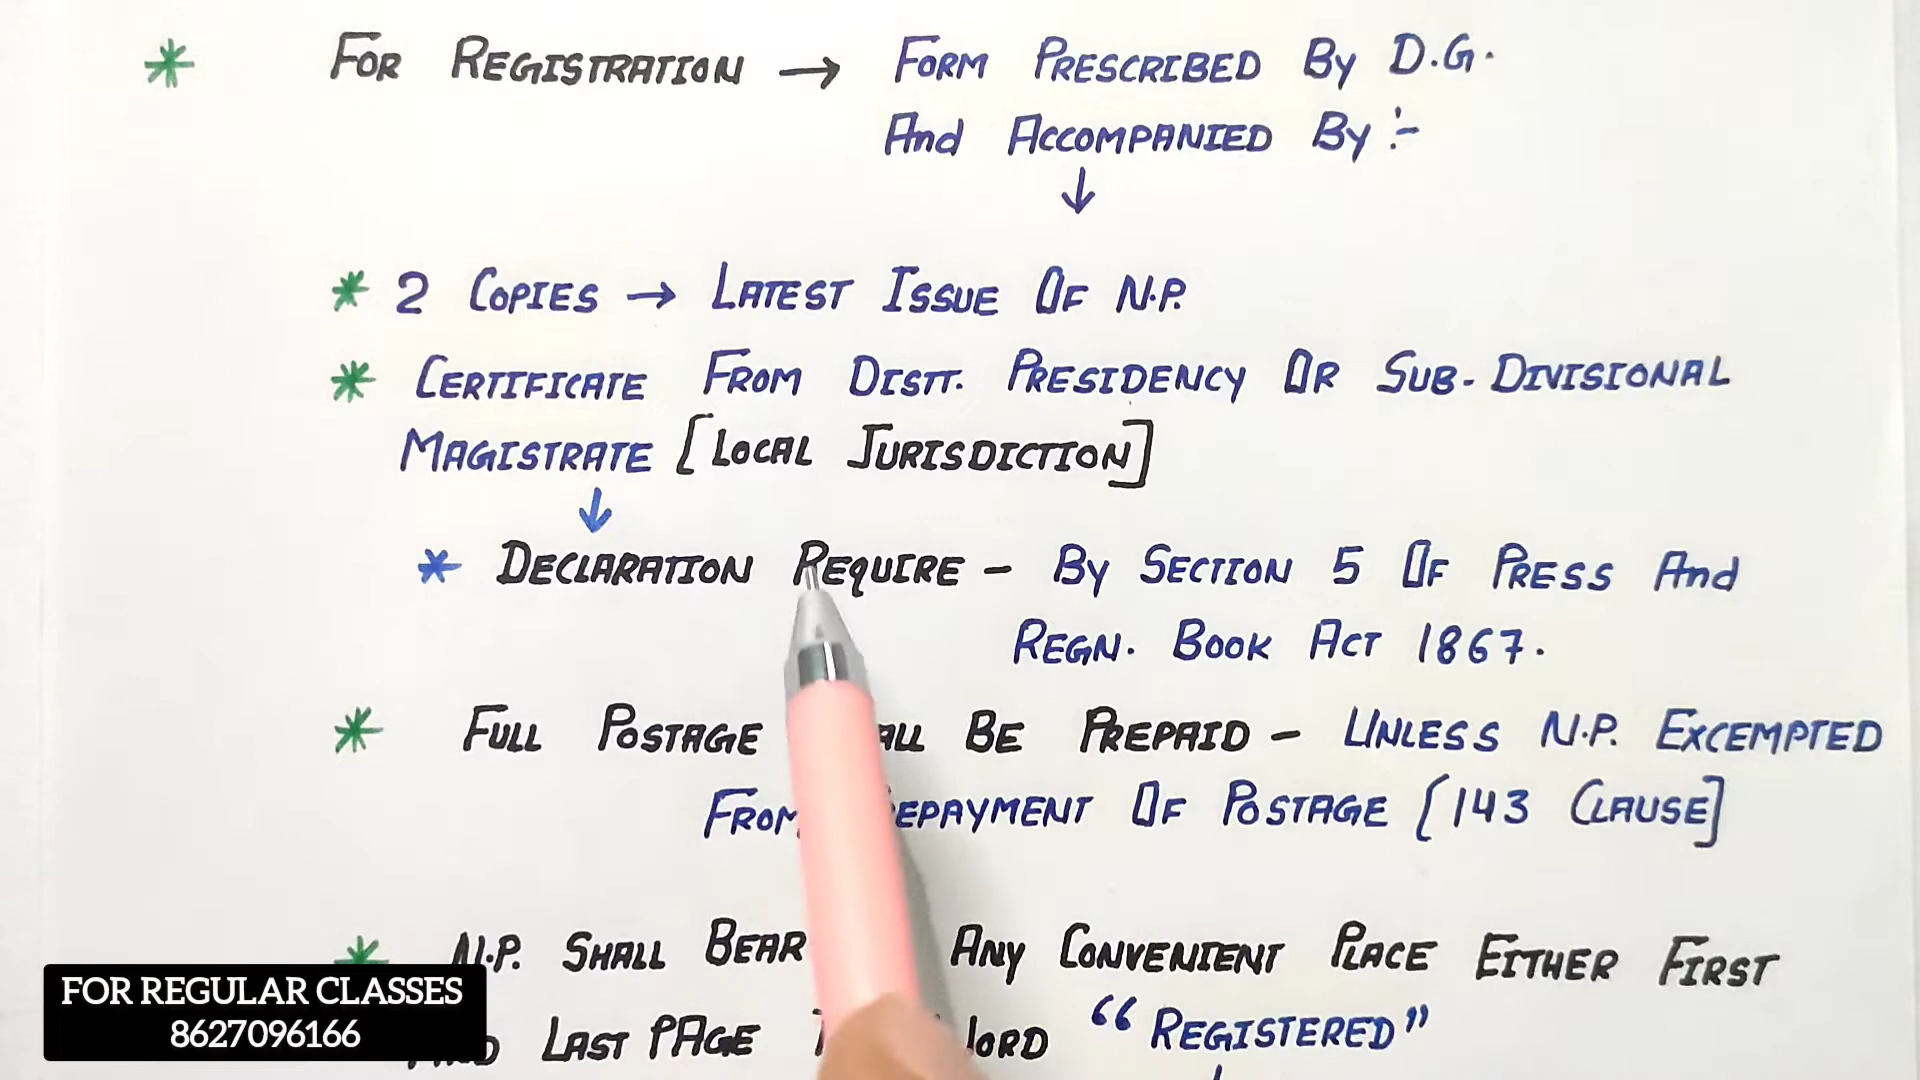 * For Registration → Form Prescribed By D.G.
And Accompanied By :-
↓
* 2 Copies → Latest Issue Of N.P.
* Certificate From Distt. Presidency Or Sub-Divisional
Magistrate [Local Jurisdiction]
↓
* Declaration Require - By Section 5 Of Press And
Regn. Book Act 1867.
* Full Postage Be Prepaid - Unless N.P. Excempted
From Of Postage [143 Clause]
* N.P. Shall Bear Any Convenient Place Either First
Last Page "Registered"
FOR REGULAR CLASSES
8627096166